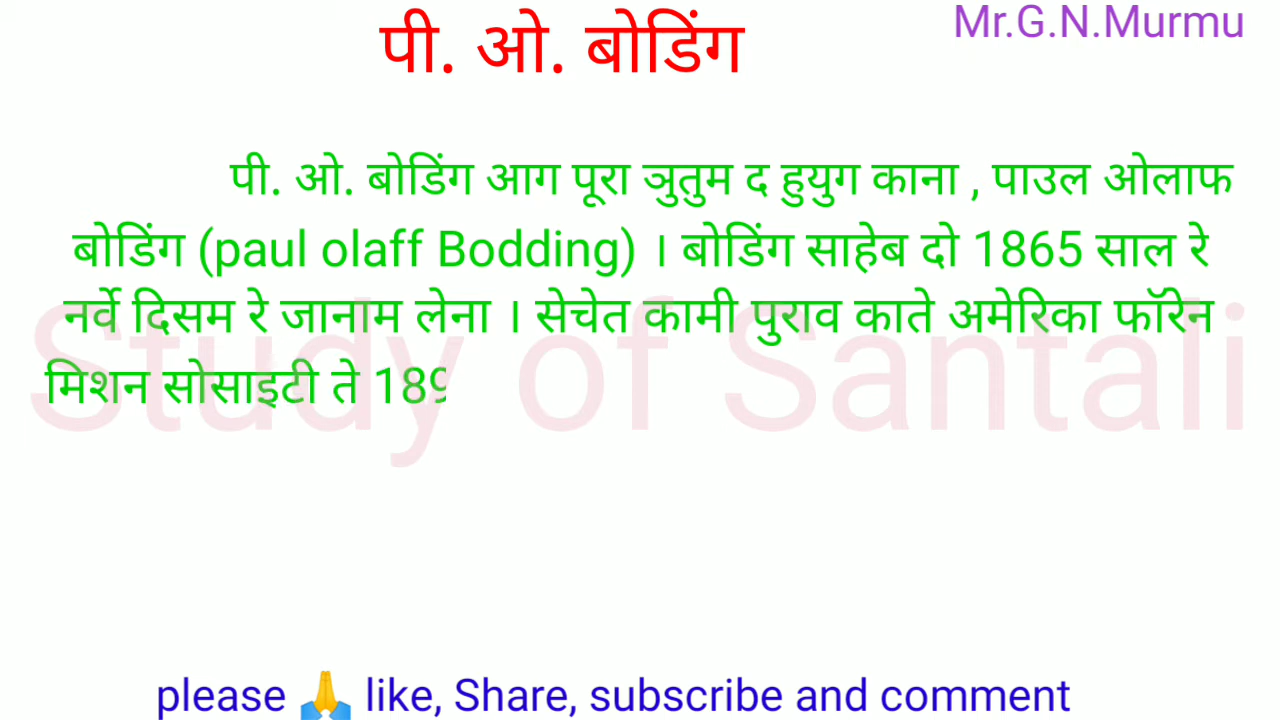 पी. ओ. बोडिंग
Mr.G.N.Murmu
पी. ओ. बोडिंग आग पूरा ञुतुम द हुयुग काना , पाउल ओलाफ
बोडिंग (paul olaff Bodding) । बोडिंग साहेब दो 1865 साल रे
नर्वे दिसम रे जानाम लेना । सेचेत कामी पुराव काते अमेरिका फॉरेन
मिशन सोसाइटी ते 189
Study of Santali
please 🙏 like, Share, subscribe and comment